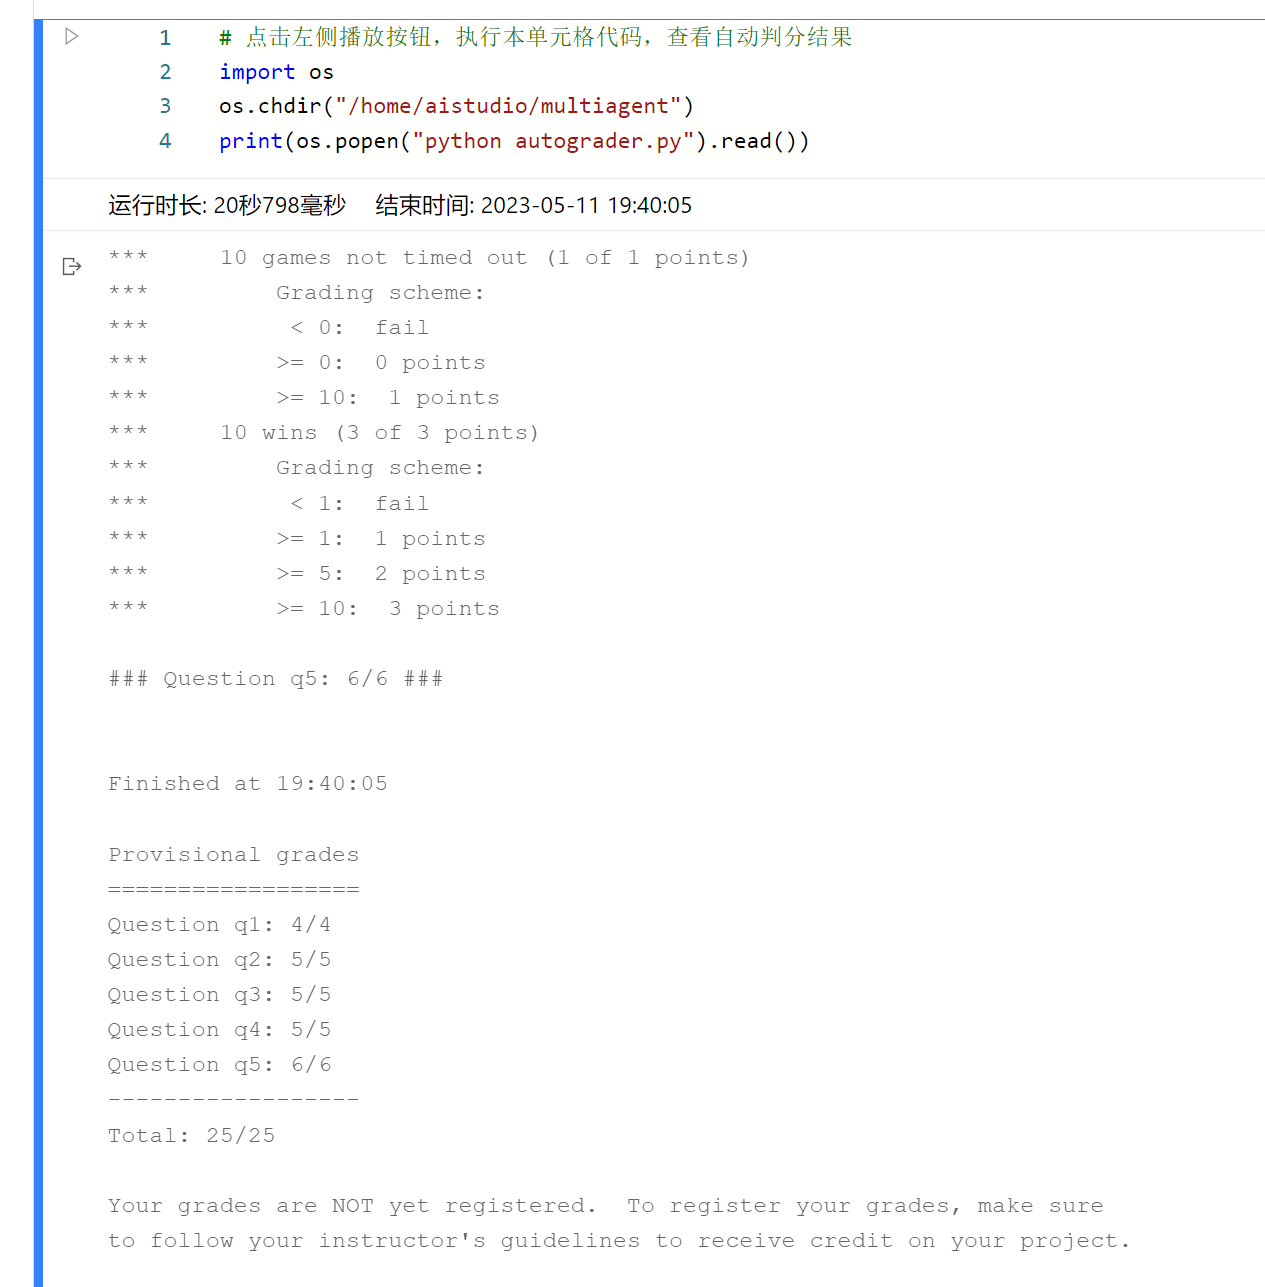 1 # 点击左侧播放按钮，执行本单元格代码，查看自动判分结果
2 import os
3 os.chdir("/home/aistudio/multiagent")
4 print(os.popen("python autograder.py").read())
运行时长: 20秒798毫秒 结束时间: 2023-05-11 19:40:05
***     10 games not timed out (1 of 1 points)
***         Grading scheme:
***          < 0:  fail
***         >= 0:  0 points
***         >= 10:  1 points
***     10 wins (3 of 3 points)
***         Grading scheme:
***          < 1:  fail
***         >= 1:  1 points
***         >= 5:  2 points
***         >= 10:  3 points
### Question q5: 6/6 ###
Finished at 19:40:05
Provisional grades
==================
Question q1: 4/4
Question q2: 5/5
Question q3: 5/5
Question q4: 5/5
Question q5: 6/6
------------------
Total: 25/25
Your grades are NOT yet registered.  To register your grades, make sure
to follow your instructor's guidelines to receive credit on your project.